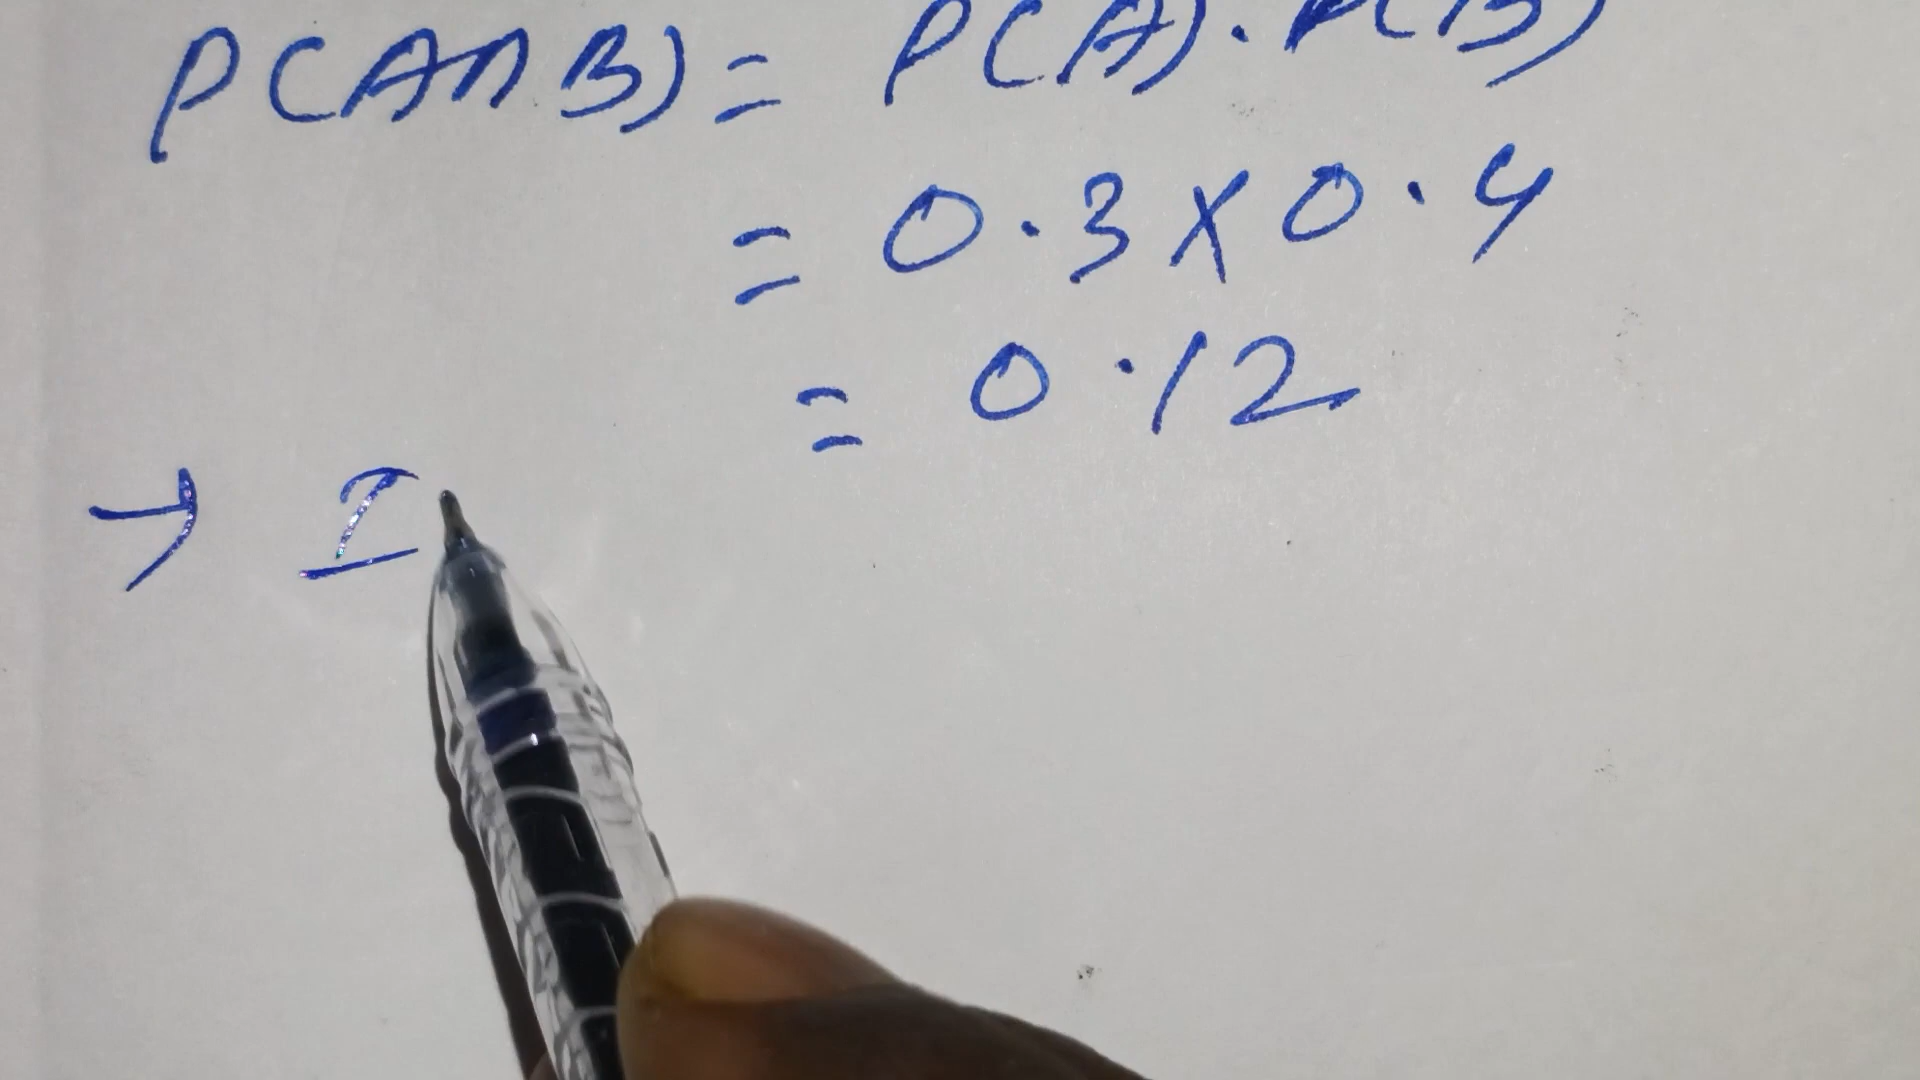 P(A∩B) = P(A).P(B)
= 0.3 X 0.4
= 0.12
→ I